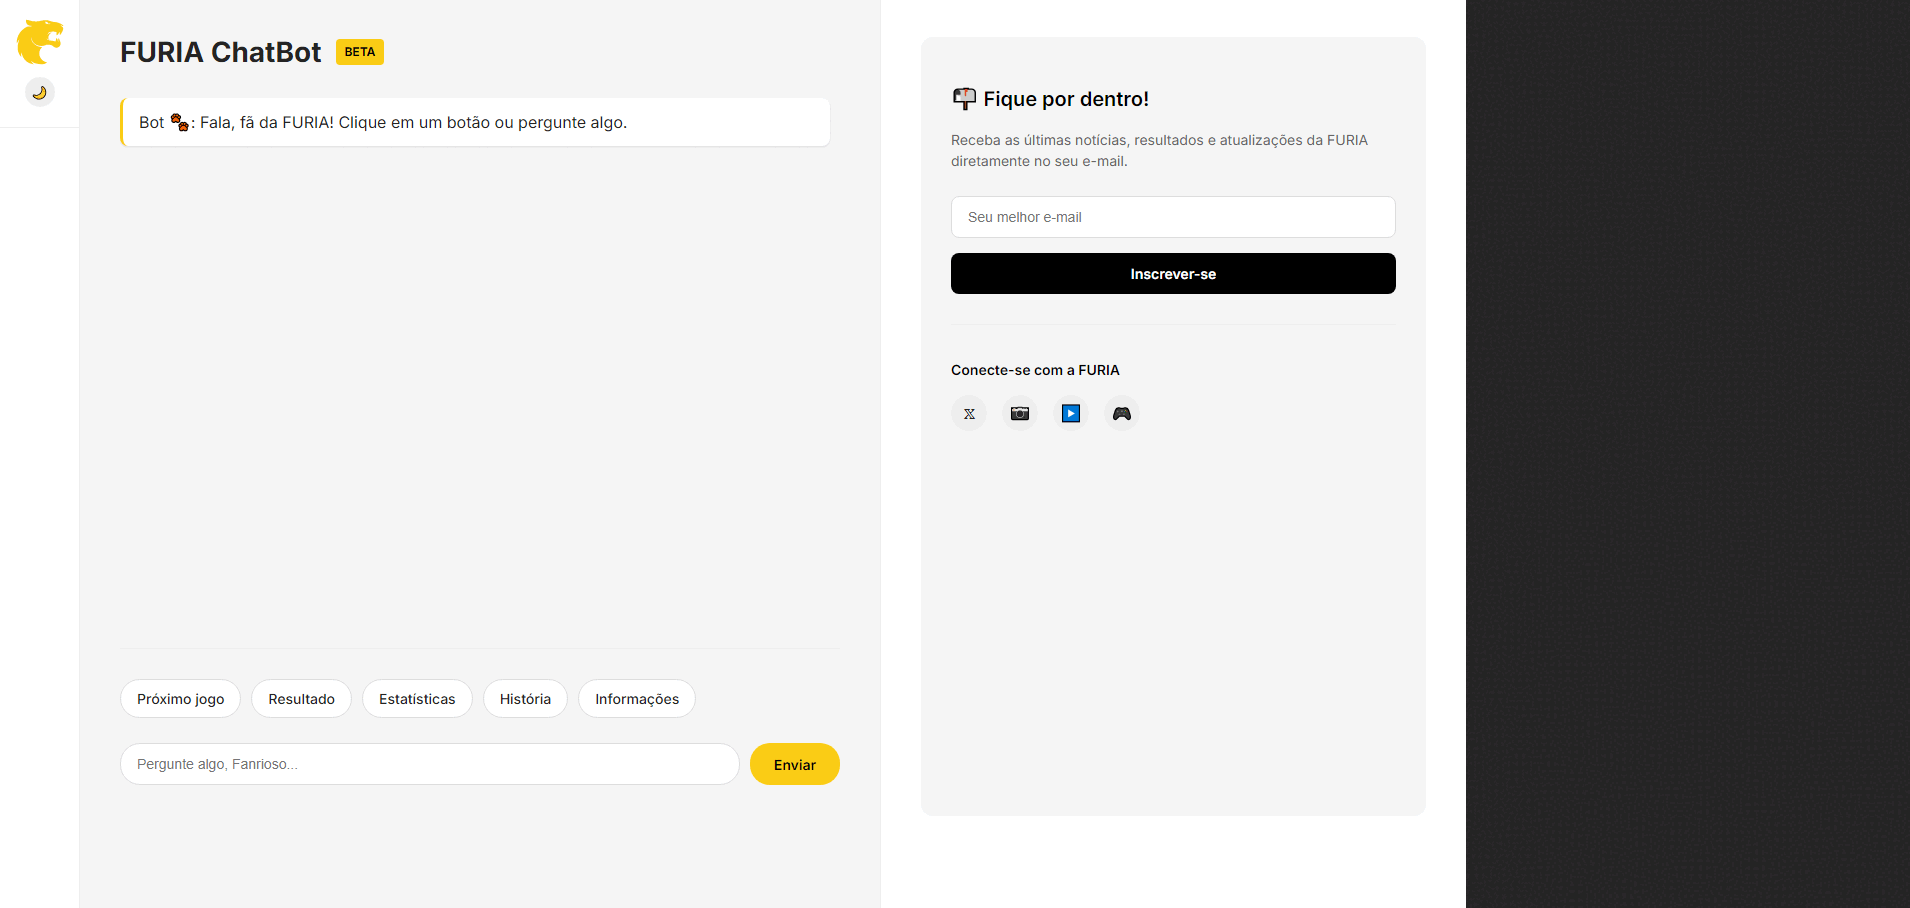 FURIA ChatBot BETA
Bot 🐾: Fala, fã da FURIA! Clique em um botão ou pergunte algo.
Próximo jogo
Resultado
Estatísticas
História
Informações
Pergunte algo, Fanrioso...
Enviar
📬 Fique por dentro!
Receba as últimas notícias, resultados e atualizações da FURIA
diretamente no seu e-mail.
Seu melhor e-mail
Inscrever-se
Conecte-se com a FURIA
𝕏